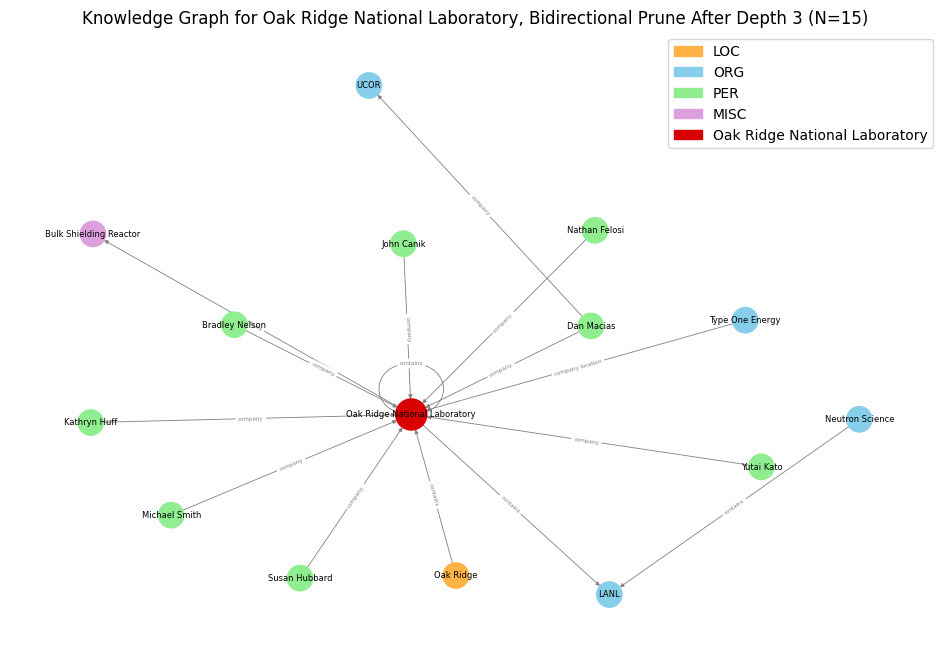 Knowledge Graph for Oak Ridge National Laboratory, Bidirectional Prune After Depth 3 (N=15)
LOC
ORG
PER
MISC
Oak Ridge National Laboratory
UCOR
company
Bulk Shielding Reactor
John Canik
Nathan Felosi
Bradley Nelson
Dan Macias
Type One Energy
company
company
contains
company
company
company location
Oak Ridge National Laboratory
Kathryn Huff
company
Neutron Science
company
Yutai Kato
company
company
contains
contains
contains
Michael Smith
Susan Hubbard
Oak Ridge
LANL